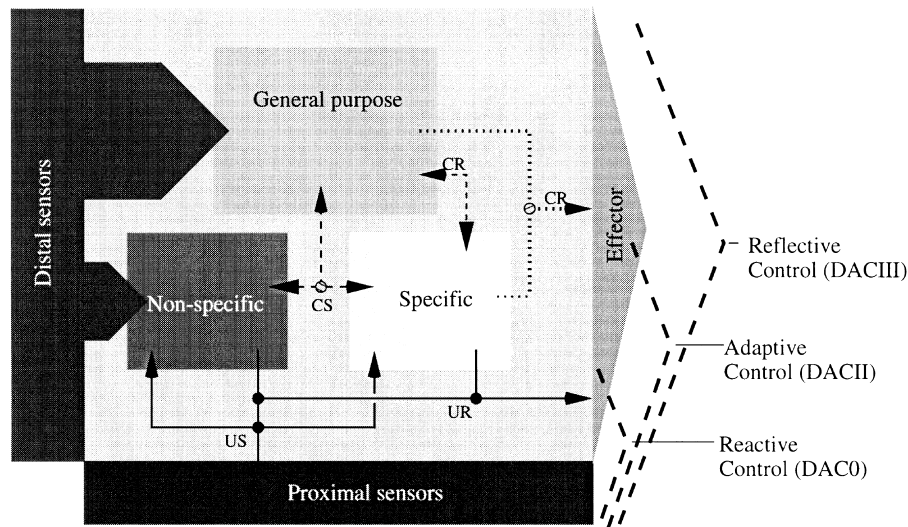 Distal sensors
General purpose
CR
CR
Effector
Reflective
Control (DACIII)
Non-specific
CS
Specific
Adaptive
Control (DACII)
UR
US
Reactive
Control (DAC0)
Proximal sensors